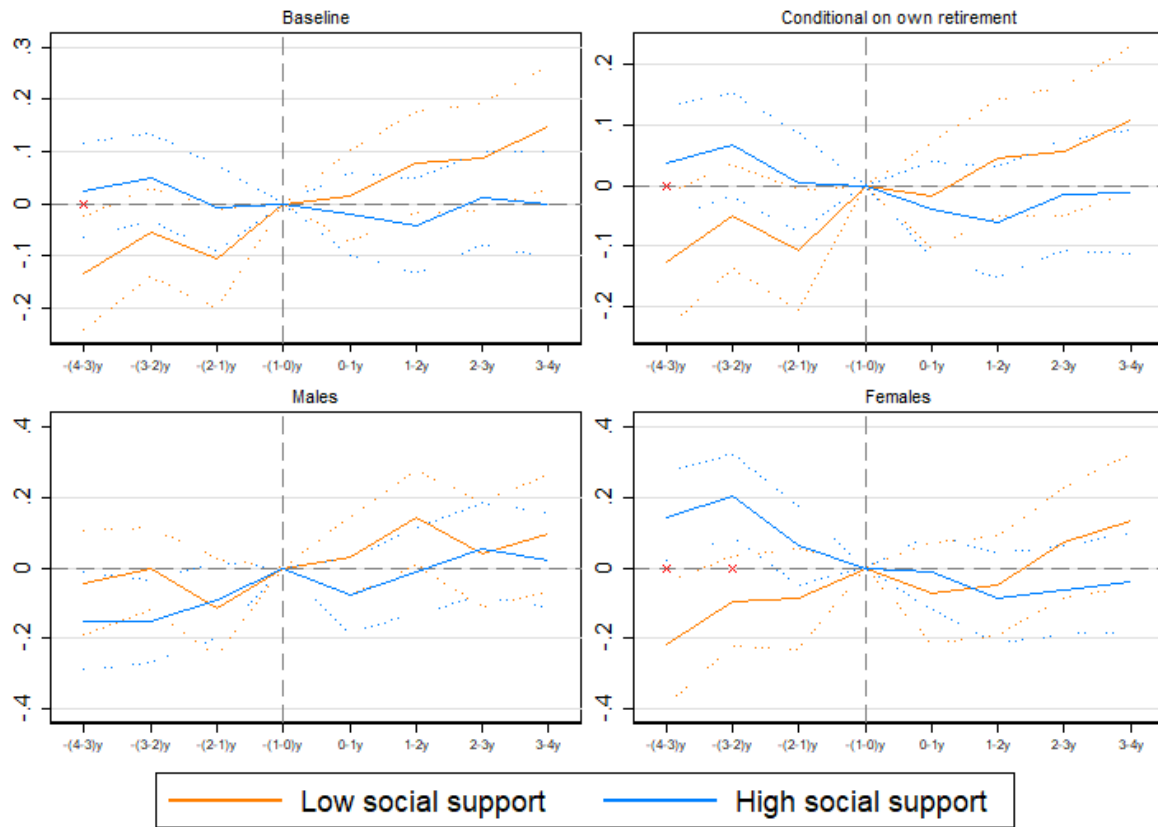 Baseline
.3
.2
.1
0
-.1
-.2
-(4-3)y -(3-2)y -(2-1)y -(1-0)y 0-1y 1-2y 2-3y 3-4y
Conditional on own retirement
.2
.1
0
-.1
-.2
-(4-3)y -(3-2)y -(2-1)y -(1-0)y 0-1y 1-2y 2-3y 3-4y
Males
.4
.2
0
-.2
-.4
-(4-3)y -(3-2)y -(2-1)y -(1-0)y 0-1y 1-2y 2-3y 3-4y
Females
.4
.2
0
-.2
-.4
-(4-3)y -(3-2)y -(2-1)y -(1-0)y 0-1y 1-2y 2-3y 3-4y
Low social support High social support